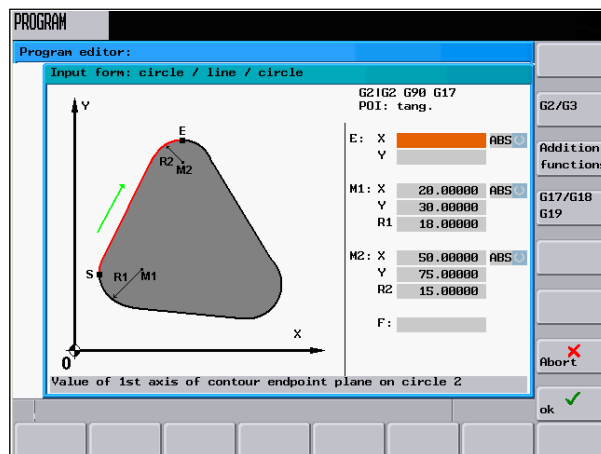 PROGRAM
Program editor:
Input form: circle / line / circle
G2|G2 G90 G17
POI: tang.
Y
E
R2
M2
S
R1
M1
X
0
E: X ABS
Y
M1: X 20.00000 ABS
Y 30.00000
R1 18.00000
M2: X 50.00000 ABS
Y 75.00000
R2 15.00000
F:
Value of 1st axis of contour endpoint plane on circle 2
G2/G3
Addition
functions
G17/G18
G19
Abort
ok